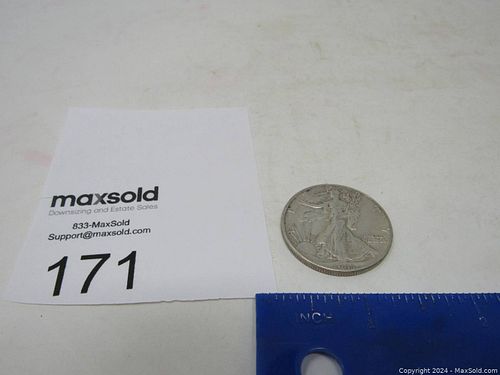 maxsold
Downsizing and Estate Sales
833-MaxSold
Support@maxsold.com
171
INCH
Copyright 2024 - MaxSold.com